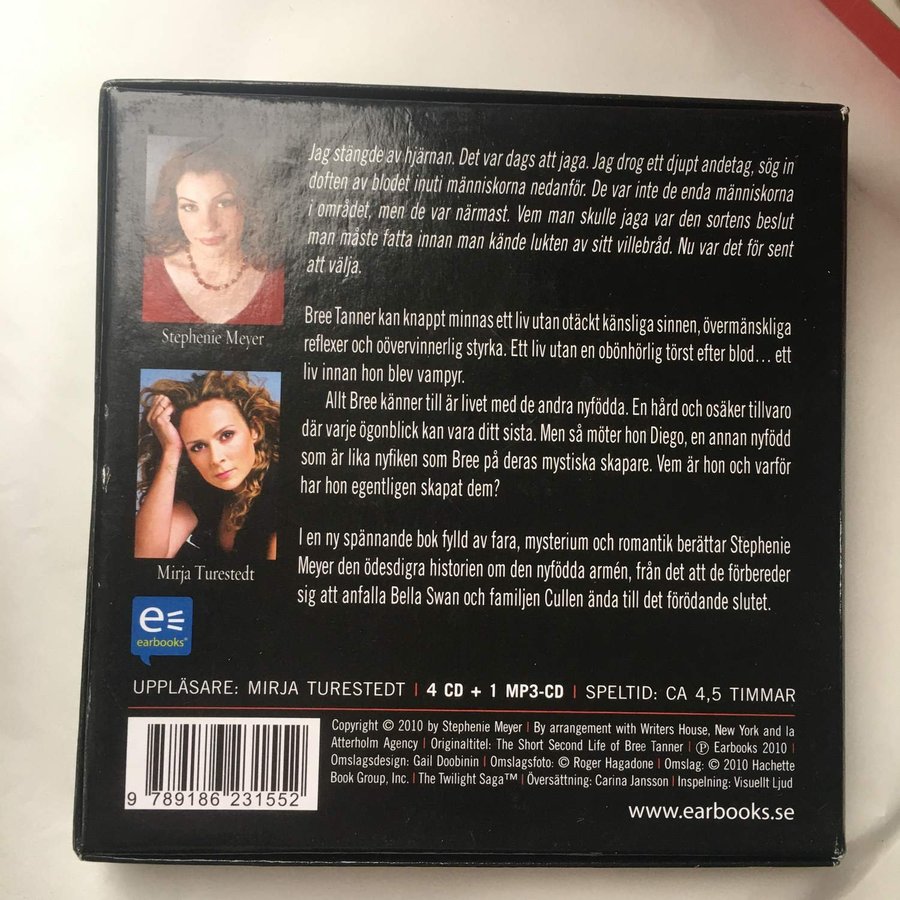 Jag stängde av hjärnan. Det var dags att jaga. Jag drog ett djupt andetag, sög in
doften av blodet inuti människorna nedanför. De var inte de enda människorna
i området, men de var närmast. Vem man skulle jaga var den sortens beslut
man måste fatta innan man kände lukten av sitt villebråd. Nu var det för sent
att välja.
Stephenie Meyer
Bree Tanner kan knappt minnas ett liv utan otäckt känsliga sinnen, övermänskliga
reflexer och oövervinnerlig styrka. Ett liv utan en obönhörlig törst efter blod... ett
liv innan hon blev vampyr.
Allt Bree känner till är livet med de andra nyfödda. En hård och osäker tillvaro
där varje ögonblick kan vara ditt sista. Men så möter hon Diego, en annan nyfödd
som är lika nyfiken som Bree på deras mystiska skapare. Vem är hon och varför
har hon egentligen skapat dem?
Mirja Turestedt
I en ny spännande bok fylld av fara, mysterium och romantik berättar Stephenie
Meyer den ödesdigra historien om den nyfödda armén, från det att de förbereder
sig att anfalla Bella Swan och familjen Cullen ända till det förödande slutet.
e
earbooks®
UPPLÄSARE: MIRJA TURESTEDT | 4 CD + 1 MP3-CD | SPELTID: CA 4,5 TIMMAR
Copyright © 2010 by Stephenie Meyer | By arrangement with Writers House, New York and Ia
Atterholm Agency | Originaltitel: The Short Second Life of Bree Tanner | ℗ Earbooks 2010 |
Omslagsdesign: Gail Doobinin | Omslagsfoto: © Roger Hagadone | Omslag: © 2010 Hachette
Book Group, Inc. | The Twilight Saga™ | Översättning: Carina Jansson | Inspelning: Visuellt Ljud
9 789186 231552
www.earbooks.se